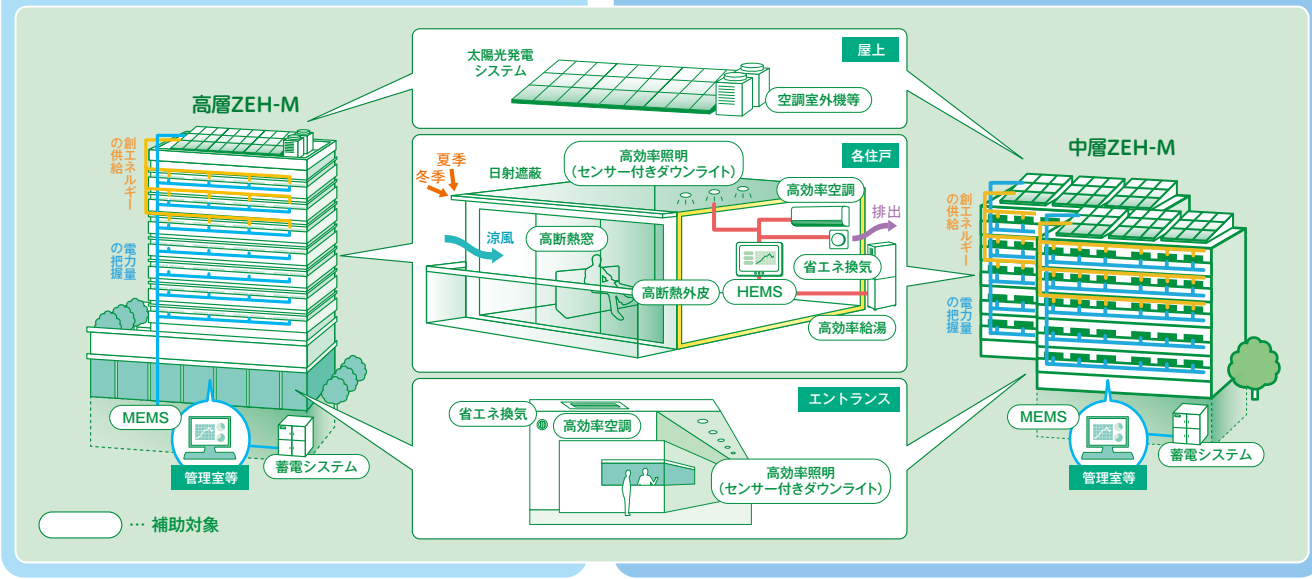 高層ZEH-M
創エネルギー
の供給
電力量
の把握
MEMS
管理室等
蓄電システム
… 補助対象
屋上
太陽光発電
システム
空調室外機等
各住戸
夏季
冬季
日射遮蔽
高効率照明
（センサー付きダウンライト）
高効率空調
排出
涼風
高断熱窓
省エネ換気
高断熱外皮
HEMS
高効率給湯
エントランス
省エネ換気
高効率空調
高効率照明
（センサー付きダウンライト）
中層ZEH-M
創エネルギー
の供給
電力量
の把握
MEMS
管理室等
蓄電システム